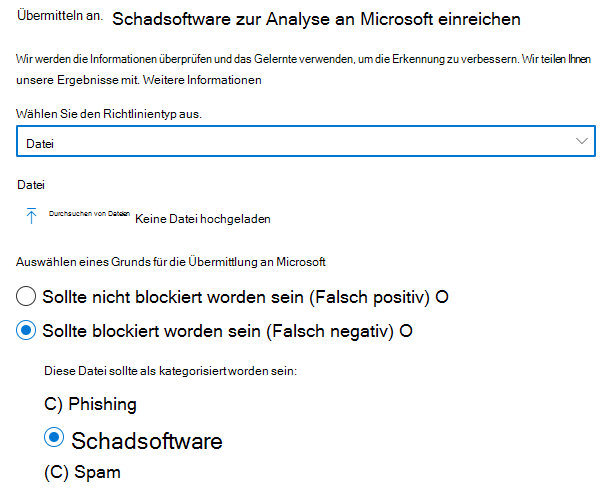 Übermitteln an. Schadsoftware zur Analyse an Microsoft einreichen
Wir werden die Informationen überprüfen und das Gelernte verwenden, um die Erkennung zu verbessern. Wir teilen Ihnen
unsere Ergebnisse mit. Weitere Informationen
Wählen Sie den Richtlinientyp aus.
Datei
Datei
Durchsuchen von Dateien Keine Datei hochgeladen
Auswählen eines Grunds für die Übermittlung an Microsoft
Sollte nicht blockiert worden sein (Falsch positiv) O
Sollte blockiert worden sein (Falsch negativ) O
Diese Datei sollte als kategorisiert worden sein:
C) Phishing
Schadsoftware
(C) Spam